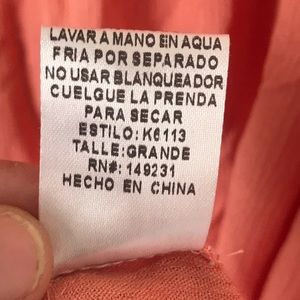 LAVAR A MANO EN AQUA
FRIA POR SEPARADO
NO USAR BLANQUEADOR
CUELGUE LA PRENDA
PARA SECAR
ESTILO: K6113
TALLE: GRANDE
RN#: 149231
HECHO EN CHINA